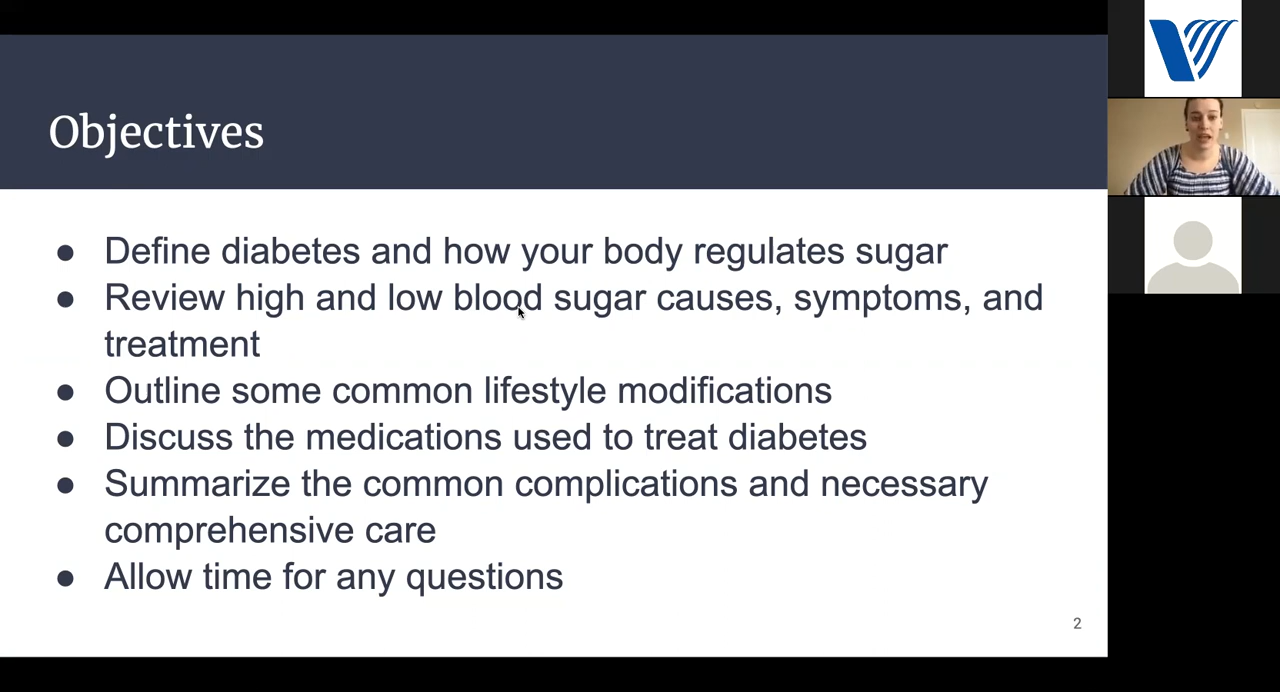 Objectives
● Define diabetes and how your body regulates sugar
● Review high and low blood sugar causes, symptoms, and
treatment
● Outline some common lifestyle modifications
● Discuss the medications used to treat diabetes
● Summarize the common complications and necessary
comprehensive care
● Allow time for any questions
2